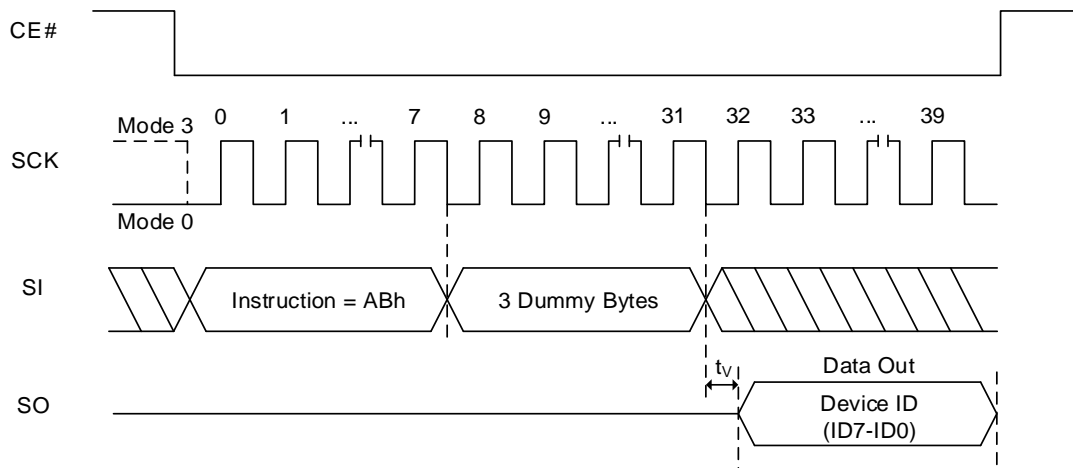 CE#
0 1 ... 7 8 9 ... 31 32 33 ... 39
Mode 3
SCK
Mode 0
SI
Instruction = ABh
3 Dummy Bytes
tV
Data Out
SO
Device ID
(ID7-ID0)